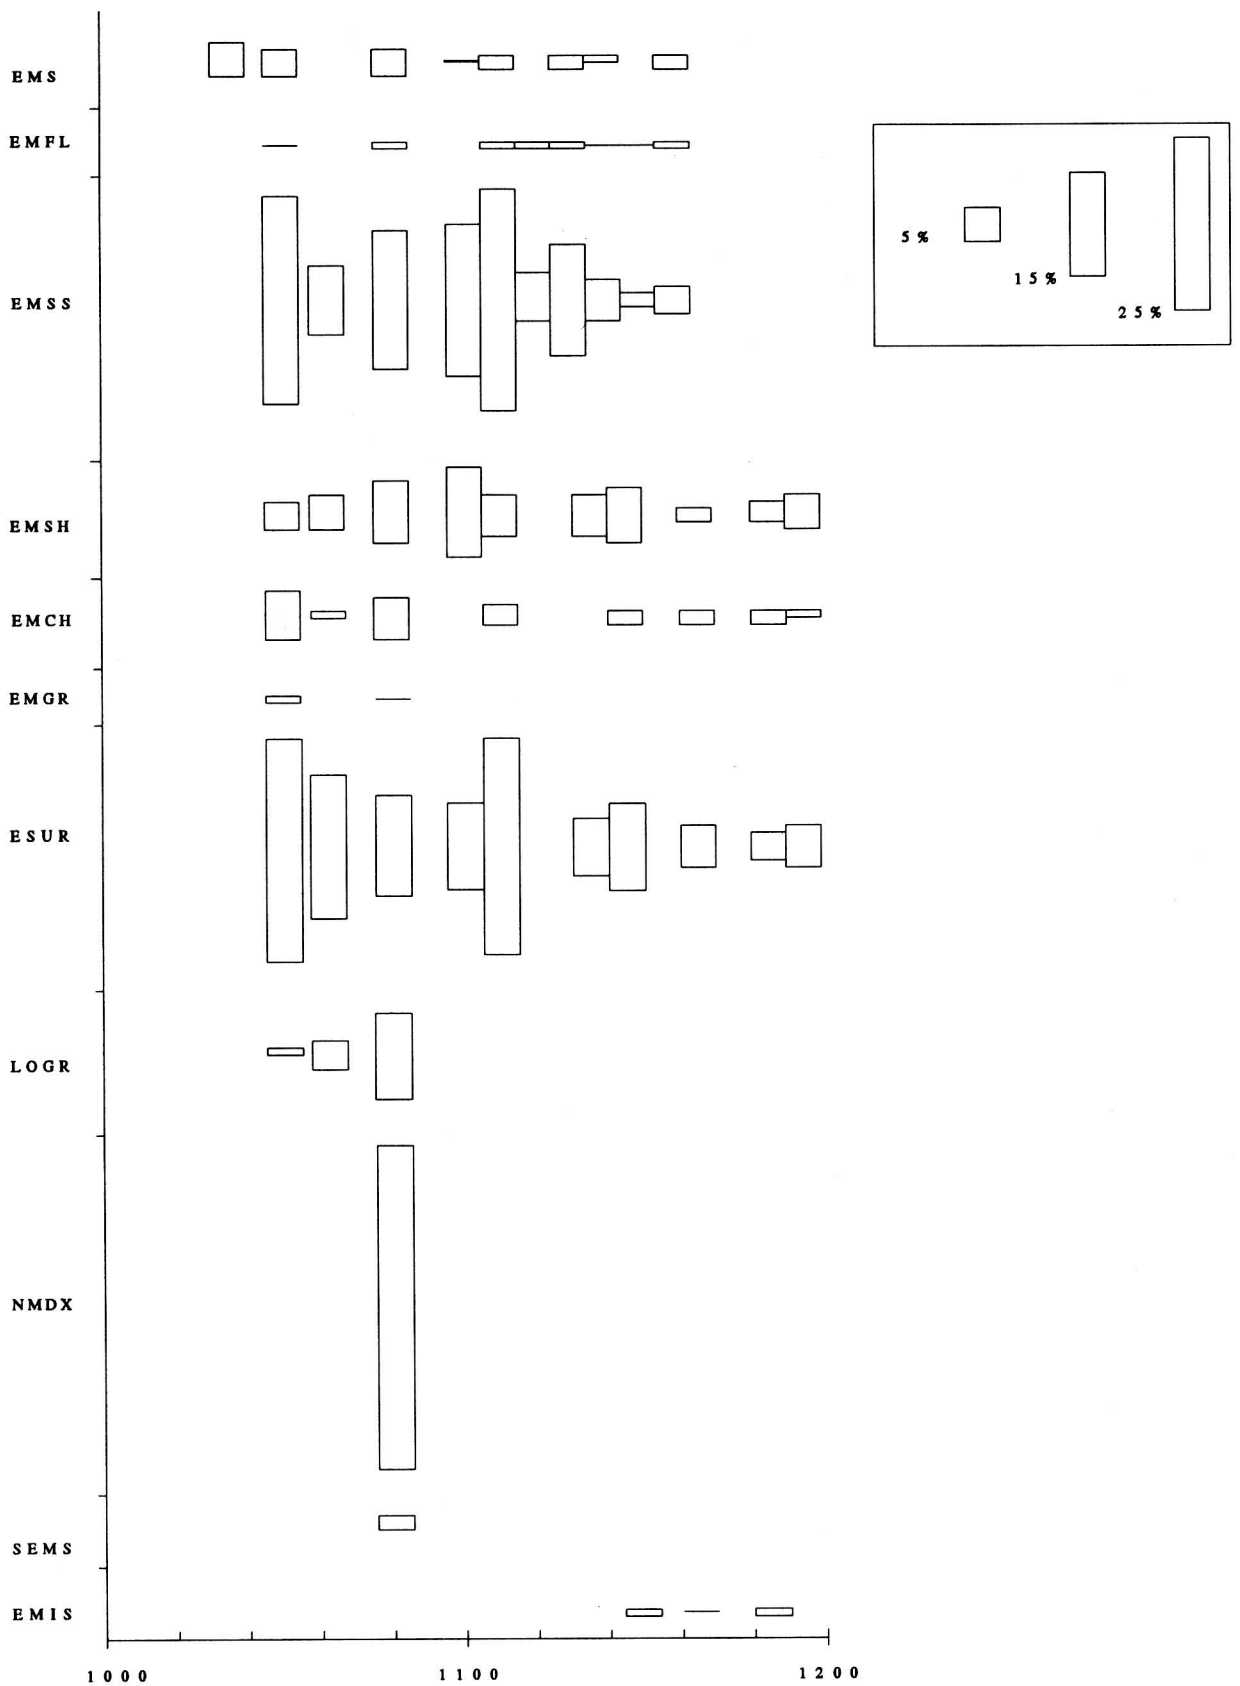 EMS
EMFL
EMSS
EMSH
EMCH
EMGR
ESUR
LOGR
NMDX
SEMS
EMIS
1000 1100 1200
5%
15%
25%